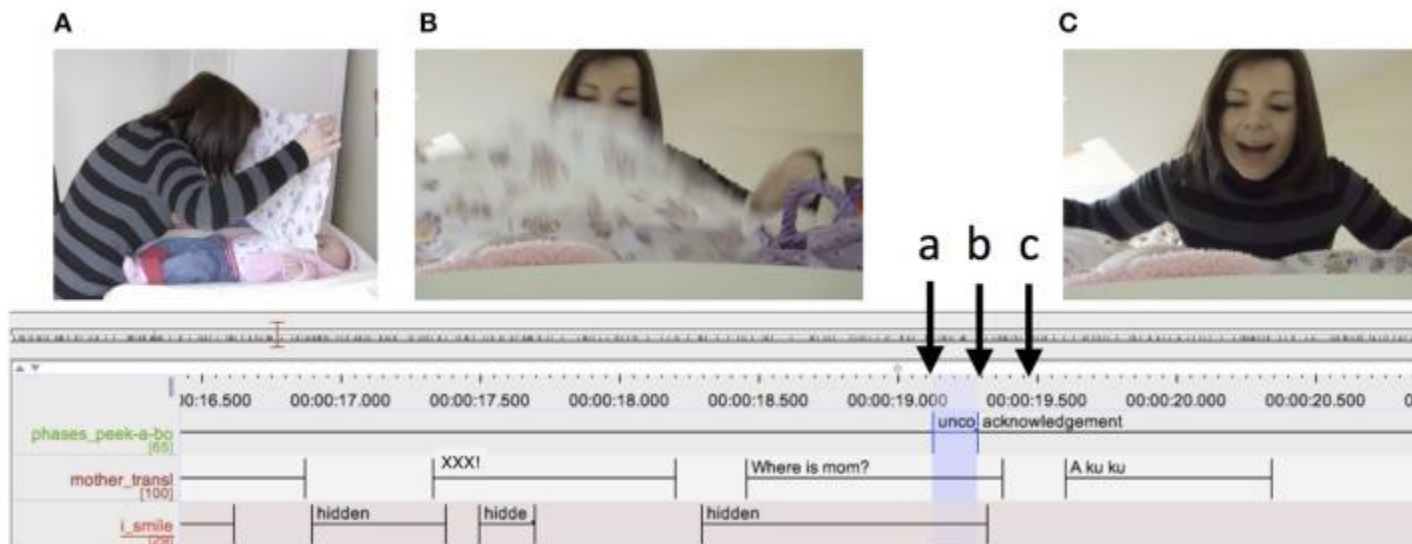 A B C
a b c
00:16.500 00:00:17.000 00:00:17.500 00:00:18.000 00:00:18.500 00:00:19.000 00:00:19.500 00:00:20.000 00:00:20.500
unco acknowledgement
phases_peek-a-bo
[65]
XXX! Where is mom? A ku ku
mother_transl
[100]
hidden hidde hidden
i_smile
[29]